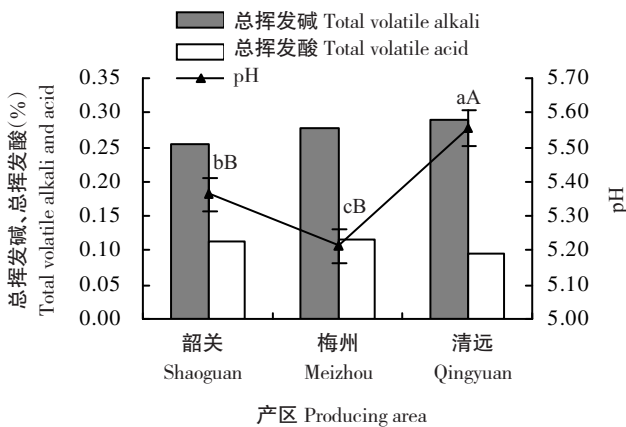 总挥发碱 Total volatile alkali
总挥发酸 Total volatile acid
pH
总挥发碱、总挥发酸(%)
Total volatile alkali and acid
0.35
0.30
0.25
0.20
0.15
0.10
0.05
0.00
5.70
5.60
5.50
5.40
5.30
5.20
5.10
5.00
pH
bB
cB
aA
韶关
Shaoguan
梅州
Meizhou
清远
Qingyuan
产区 Producing area